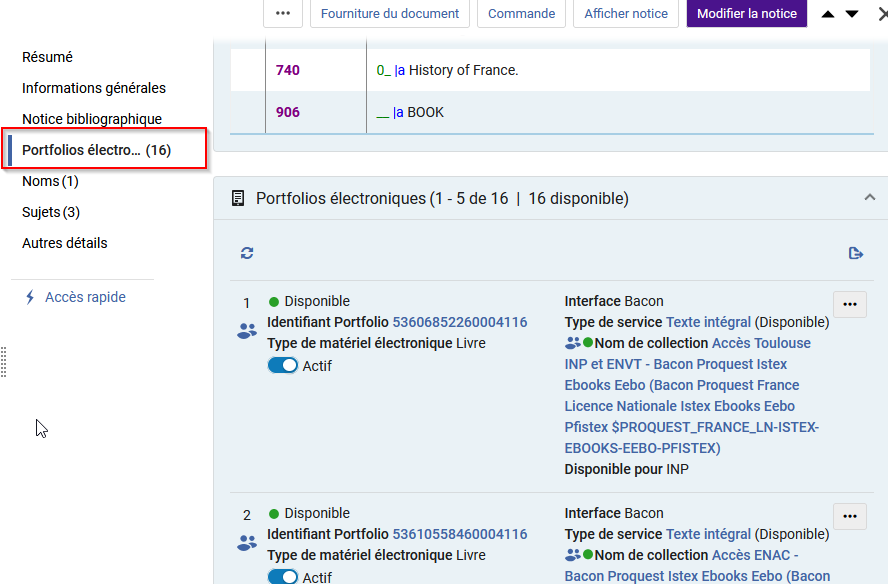 ••• Fourniture du document Commande Afficher notice Modifier la notice
Résumé
Informations générales
Notice bibliographique
Portfolios électro... (16)
Noms (1)
Sujets (3)
Autres détails
Accès rapide
740 0_ |a History of France.
906 __ |a BOOK
Portfolios électroniques (1 - 5 de 16 | 16 disponible)
1 Disponible
Identifiant Portfolio 53606852260004116
Type de matériel électronique Livre
Actif
Interface Bacon
Type de service Texte intégral (Disponible)
Nom de collection Accès Toulouse
INP et ENVT - Bacon Proquest Istex
Ebooks Eebo (Bacon Proquest France
Licence Nationale Istex Ebooks Eebo
Pfistex $PROQUEST_FRANCE_LN-ISTEX-
EBOOKS-EEBO-PFISTEX)
Disponible pour INP
•••
2 Disponible
Identifiant Portfolio 53610558460004116
Type de matériel électronique Livre
Actif
Interface Bacon
Type de service Texte intégral (Disponible)
Nom de collection Accès ENAC -
Bacon Proquest Istex Ebooks Eebo (Bacon
•••